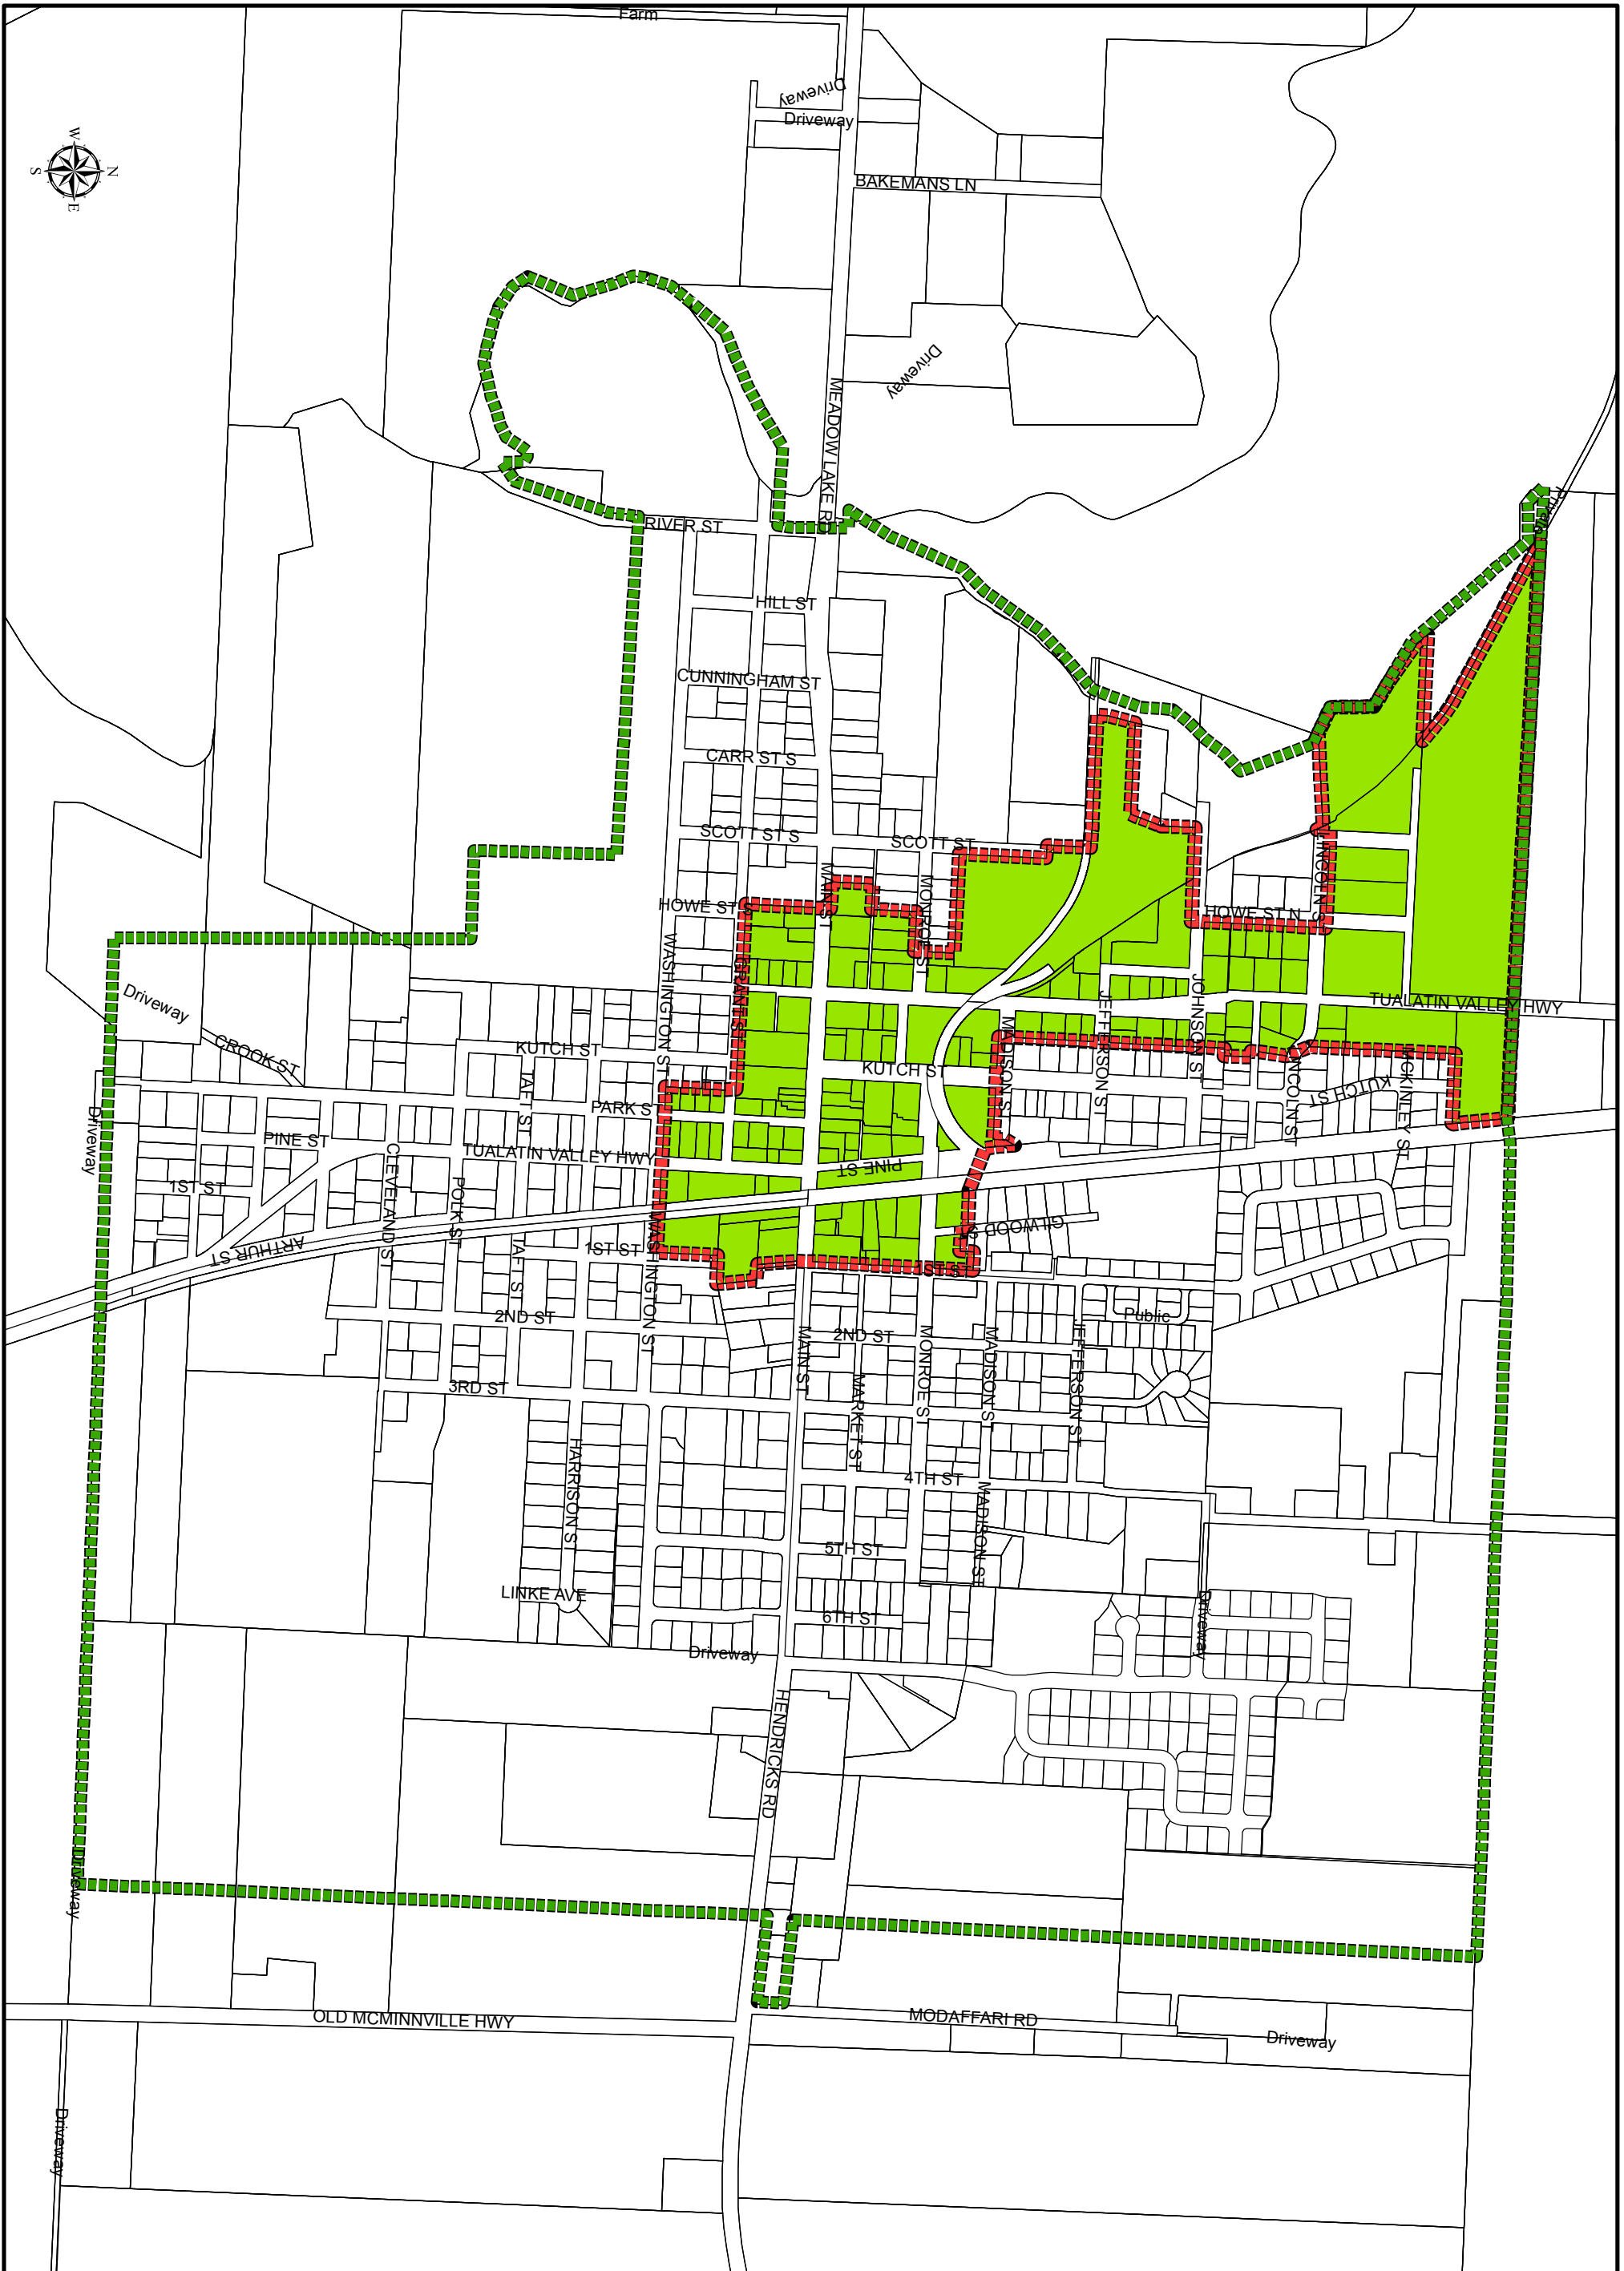 Farm
Driveway
Driveway
W
N
S
E
BAKEMANS LN
Driveway
MEADOW LAKE RD
RIVER ST
HILL ST
CUNNINGHAM ST
CARR ST S
SCOTT ST S
SCOTT ST
MAIN ST
MONROE ST
LINCOLN S
HOWE ST S
HOWE ST N
WASHINGTON ST
GRANT ST
Driveway
JOHNSON ST
JEFFERSON ST
MADISON S
TUALATIN VALLEY HWY
CROOK ST
KUTCH ST
KUTCH ST
KUTCH ST
LINCOLN ST
MCKINLEY ST
TAFT ST
PARK S
Driveway
PINE ST
CLEVELAND ST
TUALATIN VALLEY HWY
PINE ST
1ST ST
POLK ST
ARTHUR ST
TAFT ST
1ST ST
WASHINGTON ST
GILWOOD S
1ST ST
2ND ST
MAIN ST
2ND ST
MONROE ST
MADISON ST
JEFFERSON ST
Public
3RD ST
MARKET ST
HARRISON ST
4TH ST
MADISON ST
5TH ST
LINKE AVE
6TH ST
Driveway
Driveway
HENDRICKS RD
Driveway
OLD MCMINNVILLE HWY
MODAFFARI RD
Driveway
Driveway